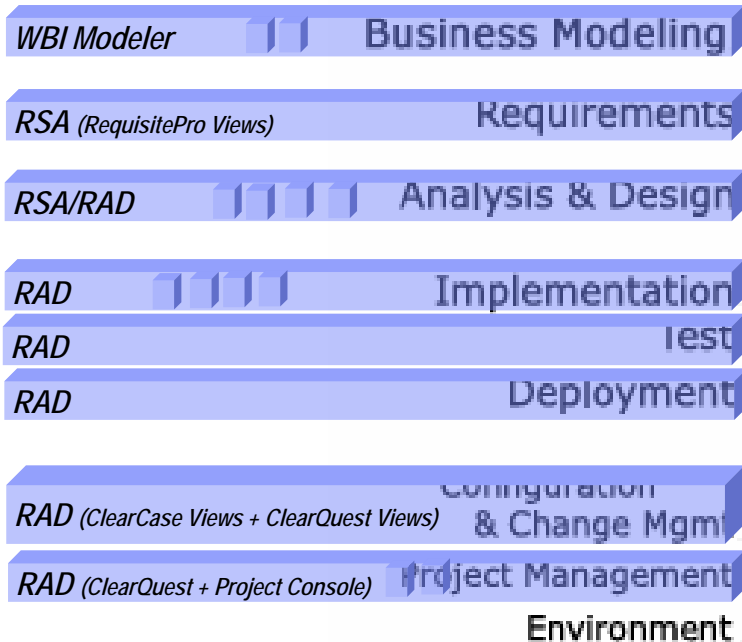 WBI Modeler Business Modeling
RSA (RequisitePro Views) Requirements
RSA/RAD Analysis & Design
RAD Implementation
RAD Test
RAD Deployment
RAD (ClearCase Views + ClearQuest Views) Configuration
& Change Mgmt
RAD (ClearQuest + Project Console) Project Management
Environment